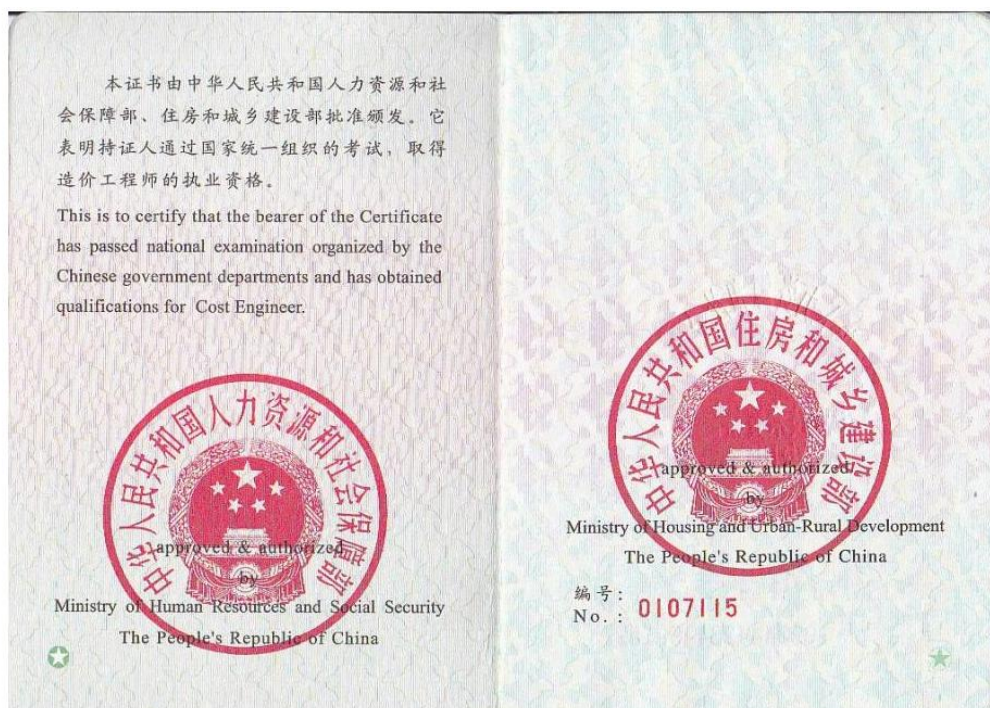 本证书由中华人民共和国人力资源和社
会保障部、住房和城乡建设部批准颁发。它
表明持证人通过国家统一组织的考试，取得
造价工程师的执业资格。
This is to certify that the bearer of the Certificate
has passed national examination organized by the
Chinese government departments and has obtained
qualifications for Cost Engineer.
中华人民共和国人力资源和社会保障部
approved & authorized
by
Ministry of Human Resources and Social Security
The People's Republic of China
中华人民共和国住房和城乡建设部
approved & authorized
by
Ministry of Housing and Urban-Rural Development
The People's Republic of China
编号：
No. : 0107115